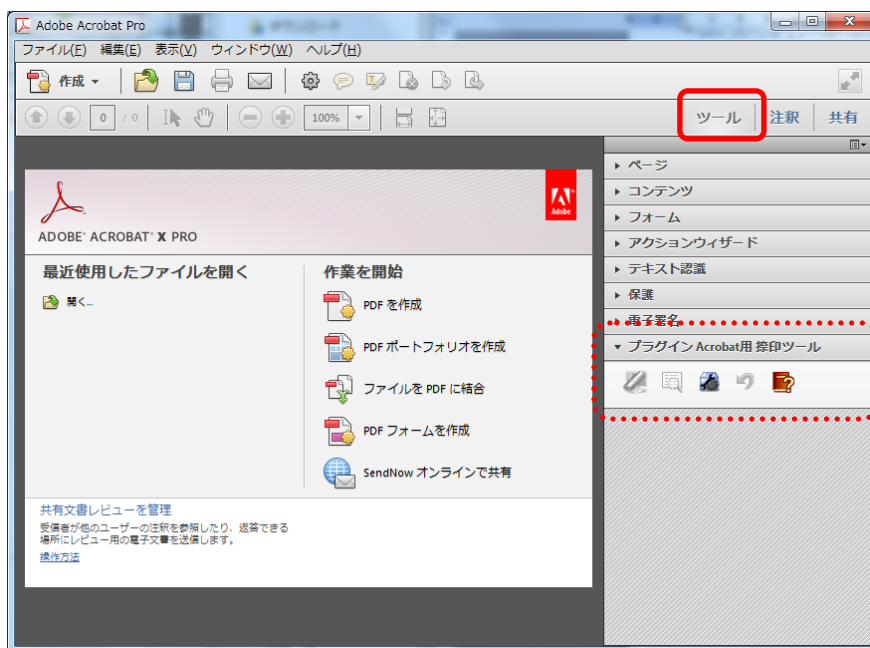 Adobe Acrobat Pro
ファイル(F) 編集(E) 表示(V) ウィンドウ(W) ヘルプ(H)
作成
0 / 0 100% ツール 注釈 共有
ページ
コンテンツ
フォーム
アクションウィザード
テキスト認識
保護
電子署名
プラグイン Acrobat用 捺印ツール
Adobe
ADOBE® ACROBAT® X PRO
最近使用したファイルを開く
開く...
作業を開始
PDF を作成
PDF ポートフォリオを作成
ファイルを PDF に結合
PDF フォームを作成
SendNow オンラインで共有
共有文書レビューを管理
受信者が他のユーザーの注釈を参照したり、返答できる
場所にレビュー用の電子文書を送信します。
操作方法